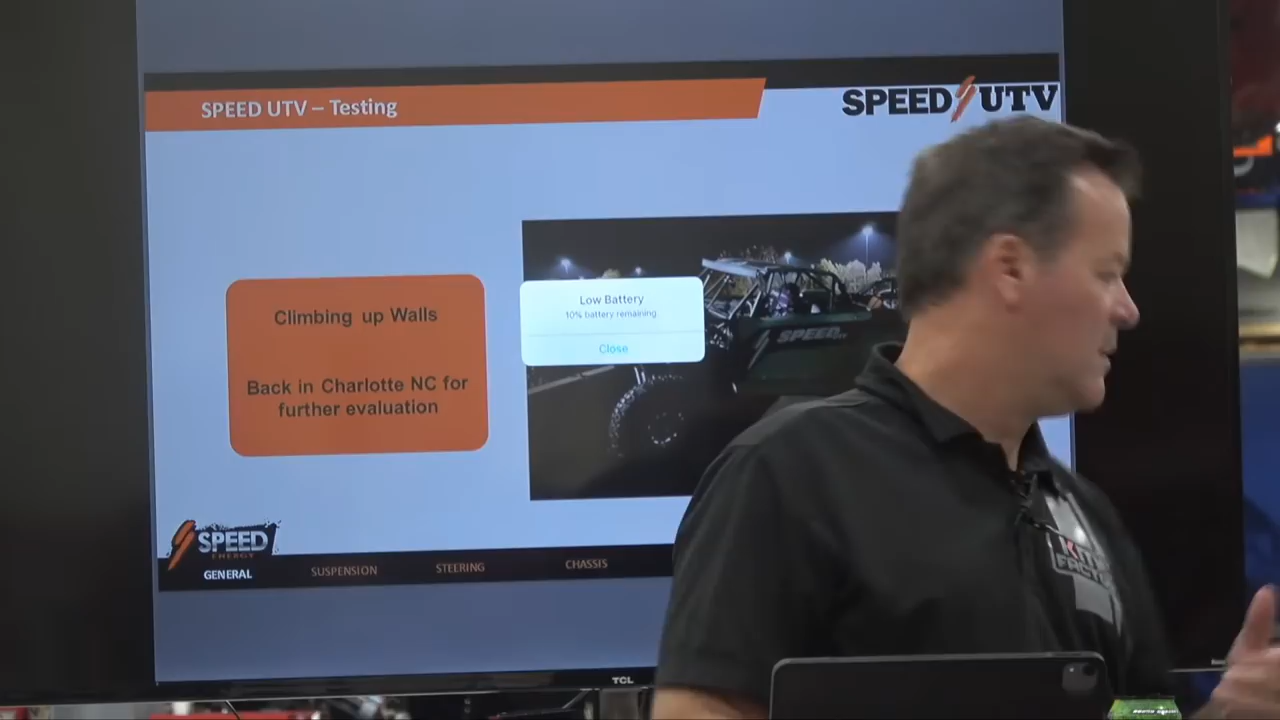 SPEED UTV – Testing
SPEED UTV
Climbing up Walls
Back in Charlotte NC for
further evaluation
Low Battery
10% battery remaining.
Close
SPEED
SPEED
ENERGY
GENERAL
SUSPENSION
STEERING
CHASSIS
TCL